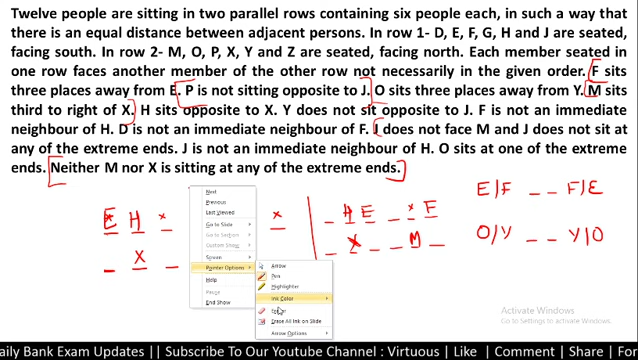 Twelve people are sitting in two parallel rows containing six people each, in such a way that
there is an equal distance between adjacent persons. In row 1- D, E, F, G, H and J are seated,
facing south. In row 2- M, O, P, X, Y and Z are seated, facing north. Each member seated in
one row faces another member of the other row not necessarily in the given order. F sits
three places away from E. P is not sitting opposite to J. O sits three places away from Y. M sits
third to right of X. H sits opposite to X. Y does not sit opposite to J. F is not an immediate
neighbour of H. D is not an immediate neighbour of F. J does not face M and J does not sit at
any of the extreme ends. J is not an immediate neighbour of H. O sits at one of the extreme
ends. Neither M nor X is sitting at any of the extreme ends.
E/F _ _ F/E
E H * * | _ H E _ * F
_ X _ | _ X _ _ M _
O/Y _ _ Y/O
Next
Previous
Last Viewed
Go to Slide
Go to Section
Custom Show
Screen
Pointer Options
Help
Pause
End Show
Arrow
Pen
Highlighter
Ink Color
Erase All Ink on Slide
Arrow Options
Activate Windows
Go to Settings to activate Windows.
aily Bank Exam Updates || Subscribe To Our Youtube Channel : Virtuous | Like | Comment | Share | For